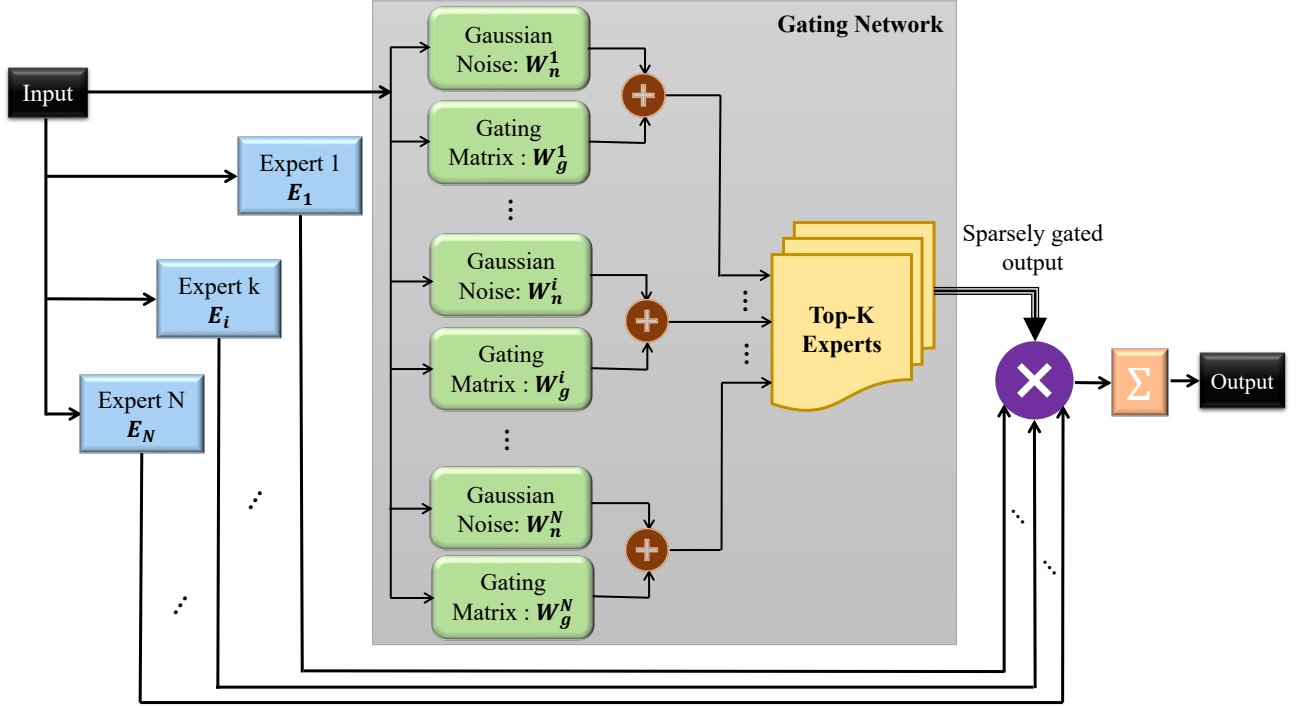 Gating Network
Input
Gaussian
Noise: W_n^1
Gating
Matrix : W_g^1
Expert 1
E_1
Expert k
E_i
Expert N
E_N
⋮
Gaussian
Noise: W_n^i
Gating
Matrix : W_g^i
⋮
Gaussian
Noise: W_n^N
Gating
Matrix : W_g^N
Top-K
Experts
Sparsely gated
output
Σ
Output